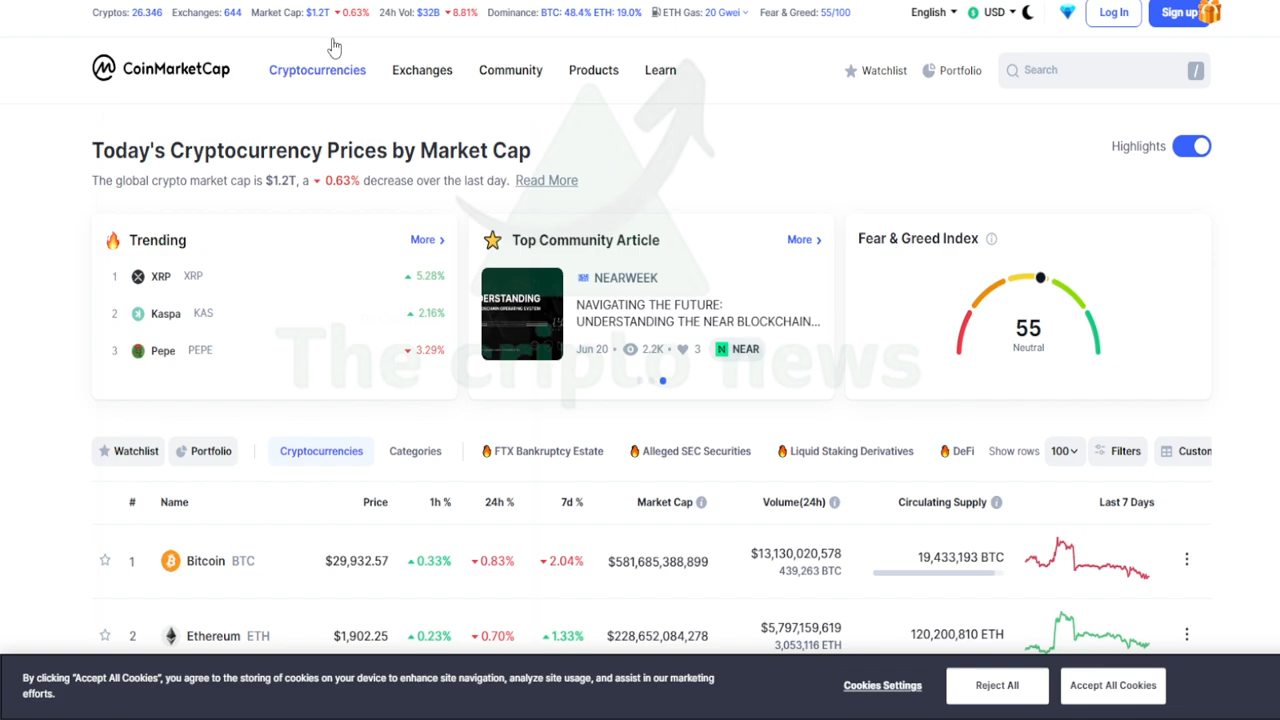 Cryptos: 26.346 Exchanges: 644 Market Cap: $1.2T 0.63% 24h Vol: $32B 8.81% Dominance: BTC: 48.4% ETH: 19.0% ETH Gas: 20 Gwei Fear & Greed: 55/100 English USD Log In Sign up
CoinMarketCap Cryptocurrencies Exchanges Community Products Learn Watchlist Portfolio Search /
Today's Cryptocurrency Prices by Market Cap
Highlights
The global crypto market cap is $1.2T, a 0.63% decrease over the last day. Read More
Trending More
1 XRP XRP 5.28%
2 Kaspa KAS 2.16%
3 Pepe PEPE 3.29%
Top Community Article More
ERSTANDING
NEARWEEK
NAVIGATING THE FUTURE:
UNDERSTANDING THE NEAR BLOCKCHAIN...
Jun 20 • 2.2K • 3 NEAR
Fear & Greed Index
55
Neutral
The cripto news
Watchlist Portfolio Cryptocurrencies Categories FTX Bankruptcy Estate Alleged SEC Securities Liquid Staking Derivatives DeFi Show rows 100 Filters Custom
# Name Price 1h % 24h % 7d % Market Cap Volume(24h) Circulating Supply Last 7 Days
1 Bitcoin BTC $29,932.57 0.33% 0.83% 2.04% $581,685,388,899 $13,130,020,578 19,433,193 BTC
439,263 BTC
2 Ethereum ETH $1,902.25 0.23% 0.70% 1.33% $228,652,084,278 $5,797,159,619 120,200,810 ETH
3,053,116 ETH
By clicking “Accept All Cookies”, you agree to the storing of cookies on your device to enhance site navigation, analyze site usage, and assist in our marketing
efforts.
Cookies Settings Reject All Accept All Cookies